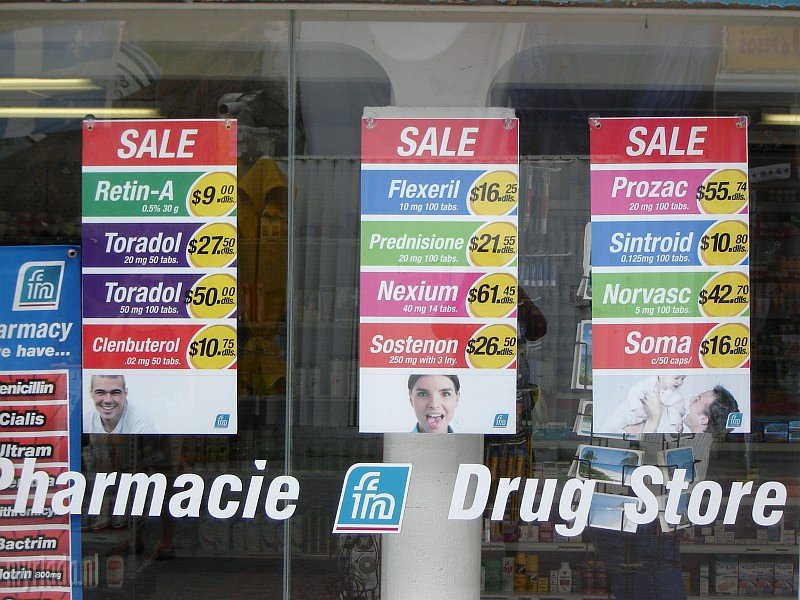 SALE
Retin-A $9.00 dlls.
0.5% 30 g
Toradol $27.50 dlls.
20 mg 50 tabs.
Toradol $50.00 dlls.
50 mg 100 tabs.
Clenbuterol $10.75 dlls.
.02 mg 50 tabs.
SALE
Flexeril $16.25 dlls.
10 mg 100 tabs.
Prednisione $21.55 dlls.
20 mg 100 tabs.
Nexium $61.45 dlls.
40 mg 14 tabs.
Sostenon $26.50 dlls.
250 mg with 3 Iny.
SALE
Prozac $55.74 dlls.
20 mg 100 tabs.
Sintroid $10.80 dlls.
0.125mg 100 tabs.
Norvasc $42.70 dlls.
5 mg 100 tabs.
Soma $16.00 dlls.
c/50 caps/
fm
armacy
e have...
enicillin
Cialis
Ultram
Bactrim
otrin 800mg
Pharmacie fm Drug Store